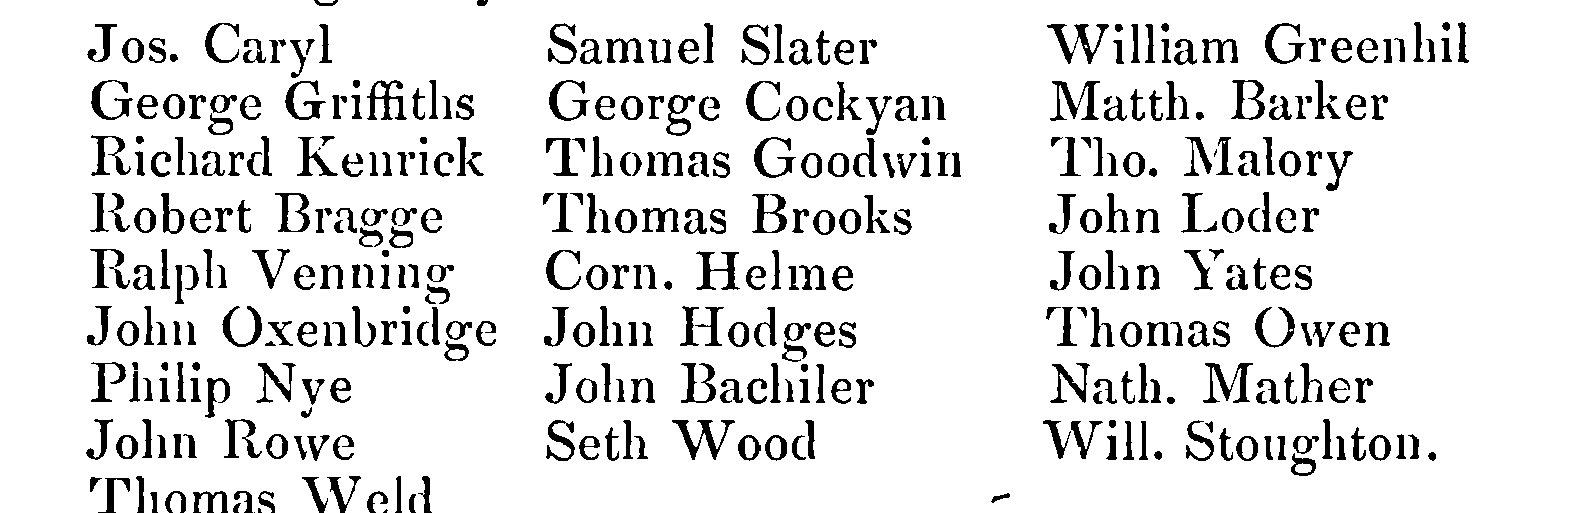 Jos. Caryl Samuel Slater William Greenhil
George Griffiths George Cockyan Matth. Barker
Richard Kenrick Thomas Goodwin Tho. Malory
Robert Bragge Thomas Brooks John Loder
Ralph Venning Corn. Helme John Yates
John Oxenbridge John Hodges Thomas Owen
Philip Nye John Bachiler Nath. Mather
John Rowe Seth Wood Will. Stoughton.
Thomas Weld